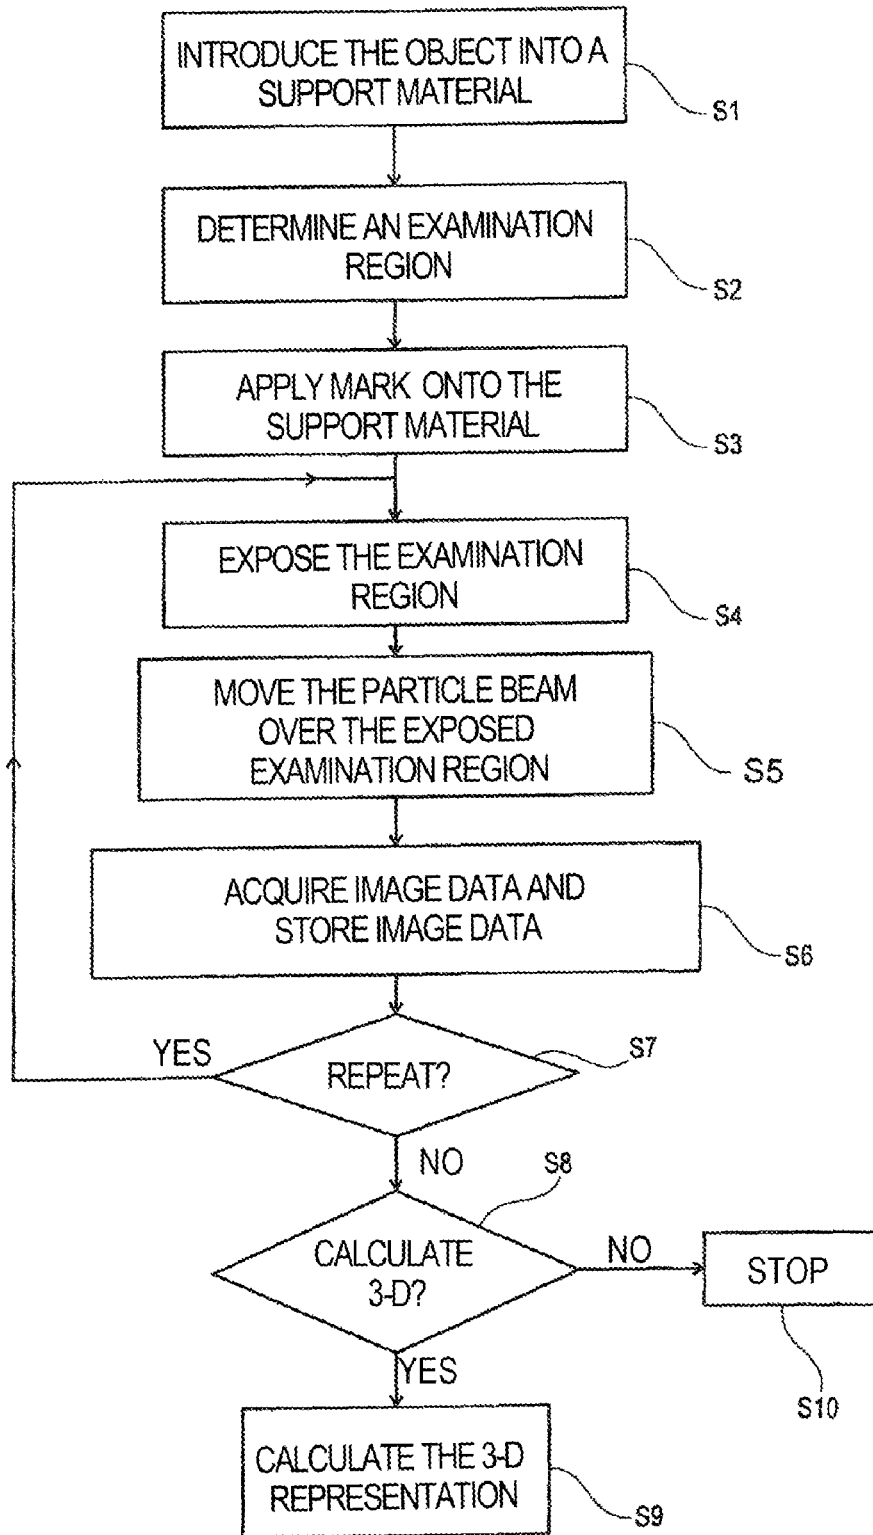 INTRODUCE THE OBJECT INTO A
SUPPORT MATERIAL
S1
DETERMINE AN EXAMINATION
REGION
S2
APPLY MARK ONTO THE
SUPPORT MATERIAL
S3
EXPOSE THE EXAMINATION
REGION
S4
MOVE THE PARTICLE BEAM
OVER THE EXPOSED
EXAMINATION REGION
S5
ACQUIRE IMAGE DATA AND
STORE IMAGE DATA
S6
YES
REPEAT?
S7
NO
S8
CALCULATE
3-D?
NO
STOP
S10
YES
CALCULATE THE 3-D
REPRESENTATION
S9